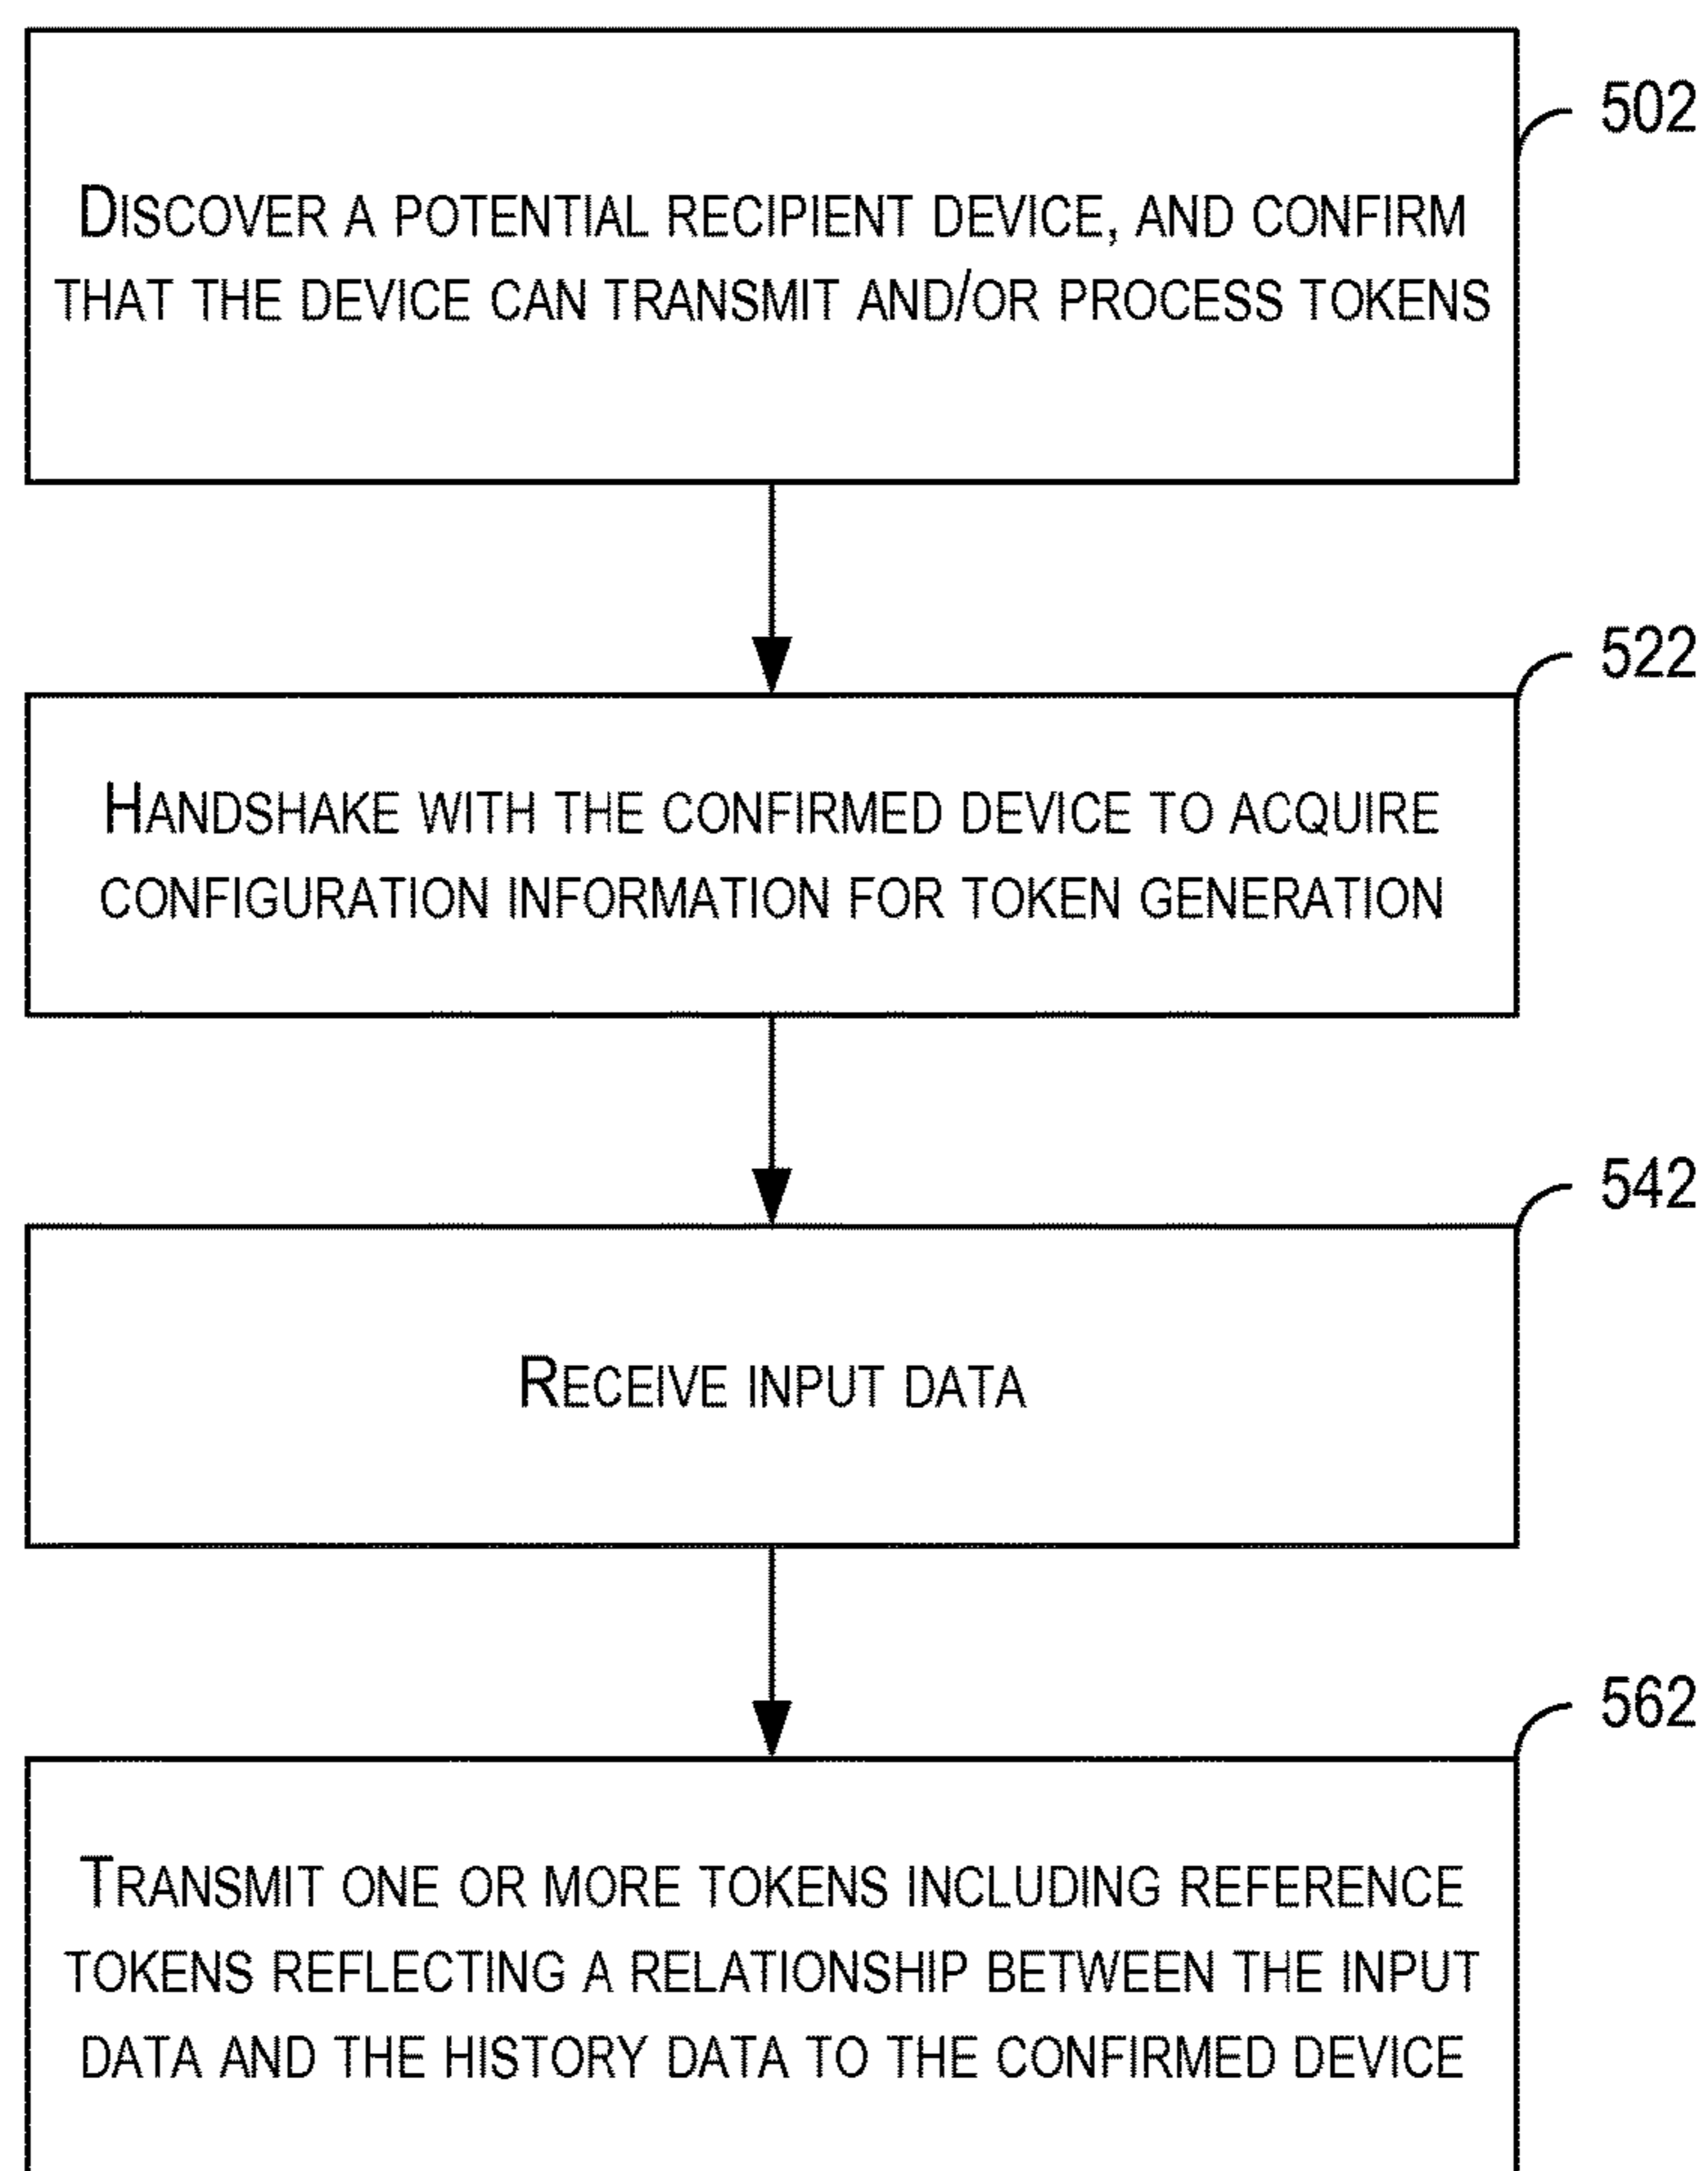 502
DISCOVER A POTENTIAL RECIPIENT DEVICE, AND CONFIRM
THAT THE DEVICE CAN TRANSMIT AND/OR PROCESS TOKENS
522
HANDSHAKE WITH THE CONFIRMED DEVICE TO ACQUIRE
CONFIGURATION INFORMATION FOR TOKEN GENERATION
542
RECEIVE INPUT DATA
562
TRANSMIT ONE OR MORE TOKENS INCLUDING REFERENCE
TOKENS REFLECTING A RELATIONSHIP BETWEEN THE INPUT
DATA AND THE HISTORY DATA TO THE CONFIRMED DEVICE